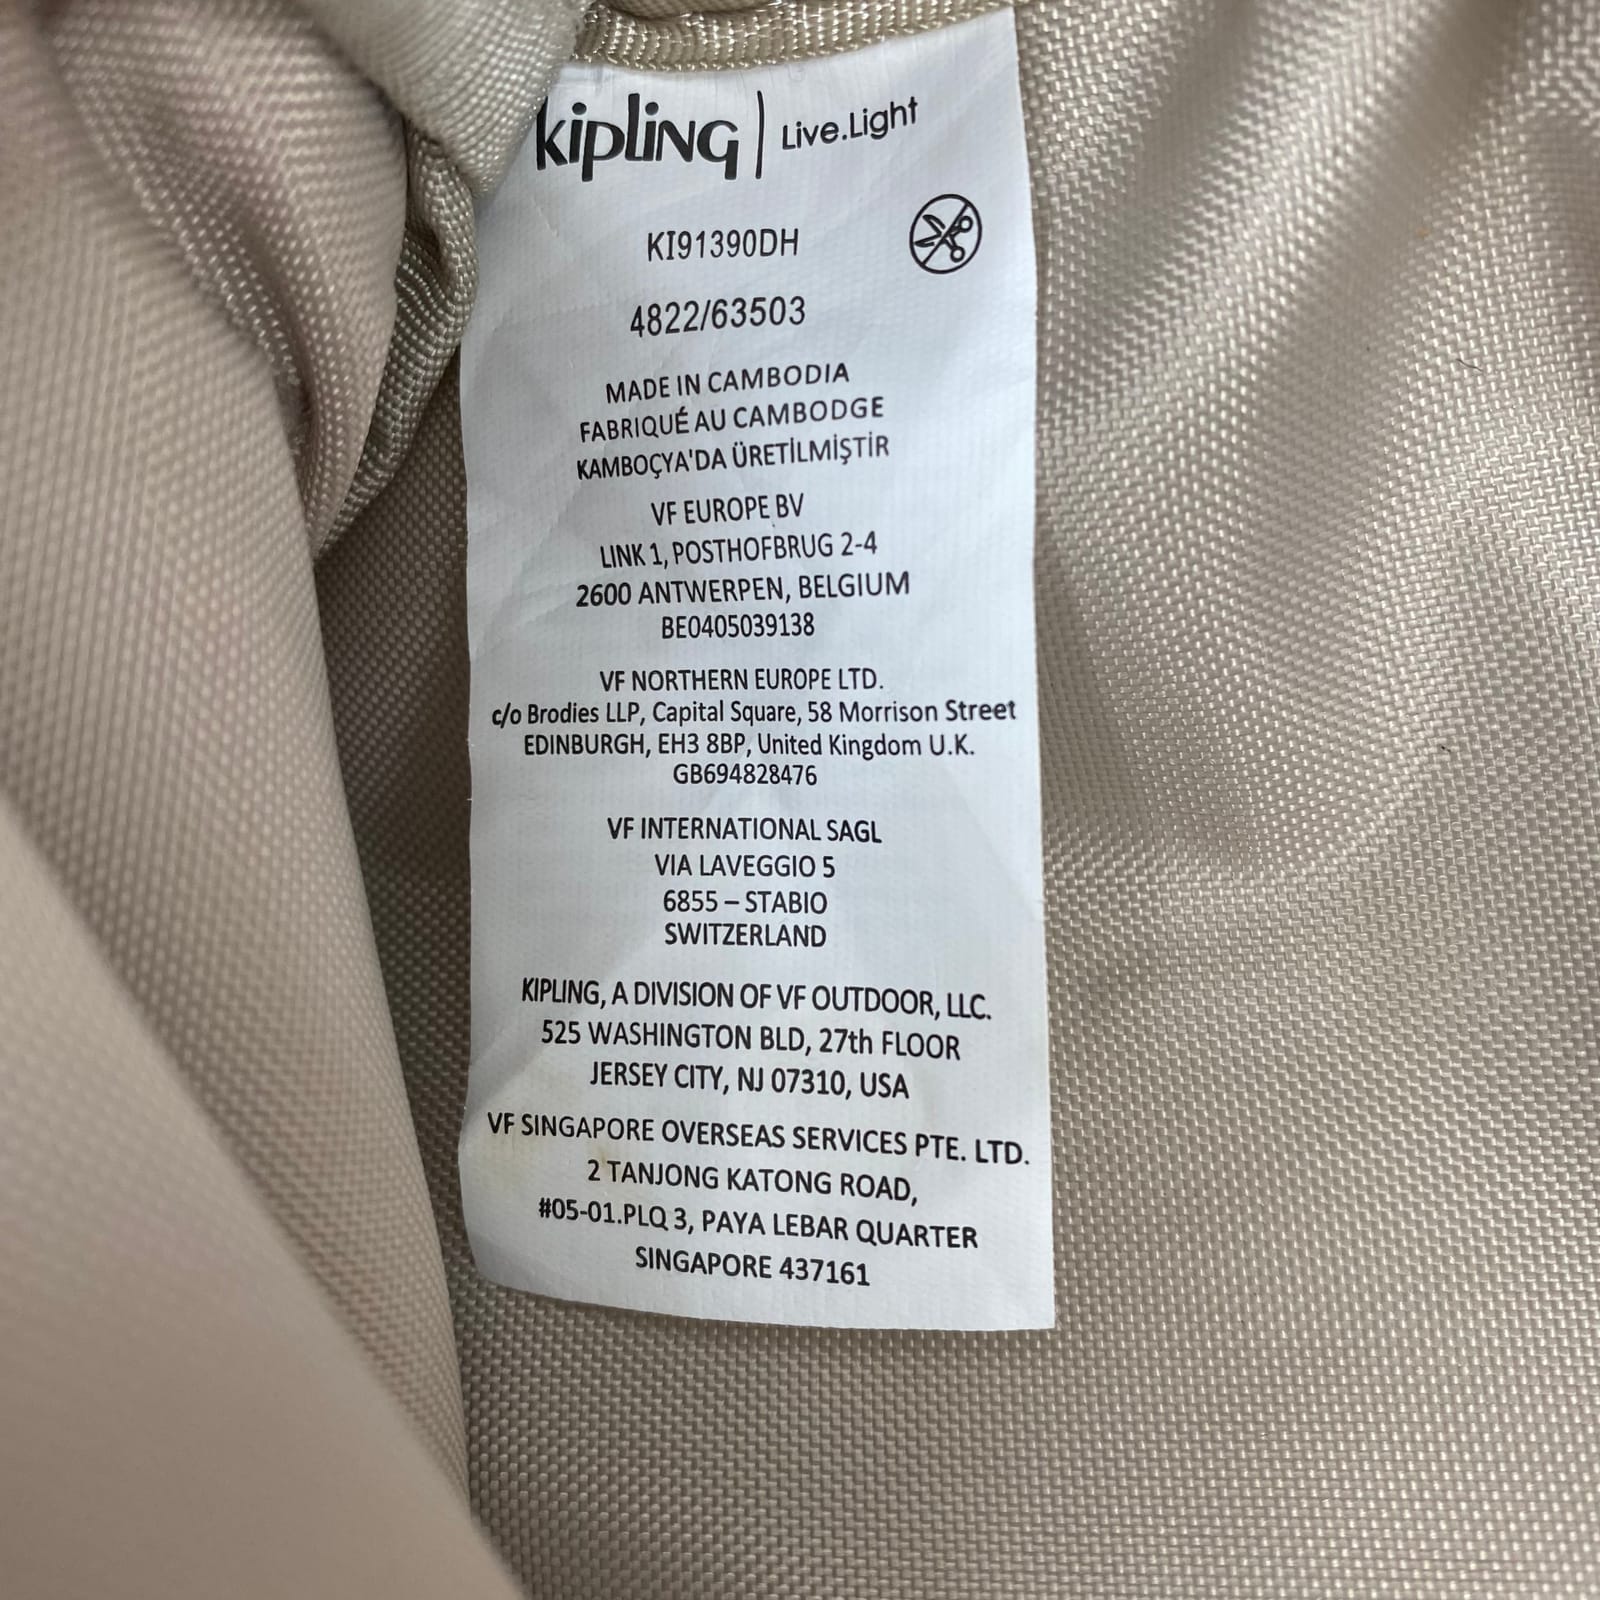 kipling | Live.Light
KI91390DH
4822/63503
MADE IN CAMBODIA
FABRIQUÉ AU CAMBODGE
KAMBOÇYA'DA ÜRETİLMİŞTİR
VF EUROPE BV
LINK 1, POSTHOFBRUG 2-4
2600 ANTWERPEN, BELGIUM
BE0405039138
VF NORTHERN EUROPE LTD.
c/o Brodies LLP, Capital Square, 58 Morrison Street
EDINBURGH, EH3 8BP, United Kingdom U.K.
GB694828476
VF INTERNATIONAL SAGL
VIA LAVEGGIO 5
6855 – STABIO
SWITZERLAND
KIPLING, A DIVISION OF VF OUTDOOR, LLC.
525 WASHINGTON BLD, 27th FLOOR
JERSEY CITY, NJ 07310, USA
VF SINGAPORE OVERSEAS SERVICES PTE. LTD.
2 TANJONG KATONG ROAD,
#05-01.PLQ 3, PAYA LEBAR QUARTER
SINGAPORE 437161